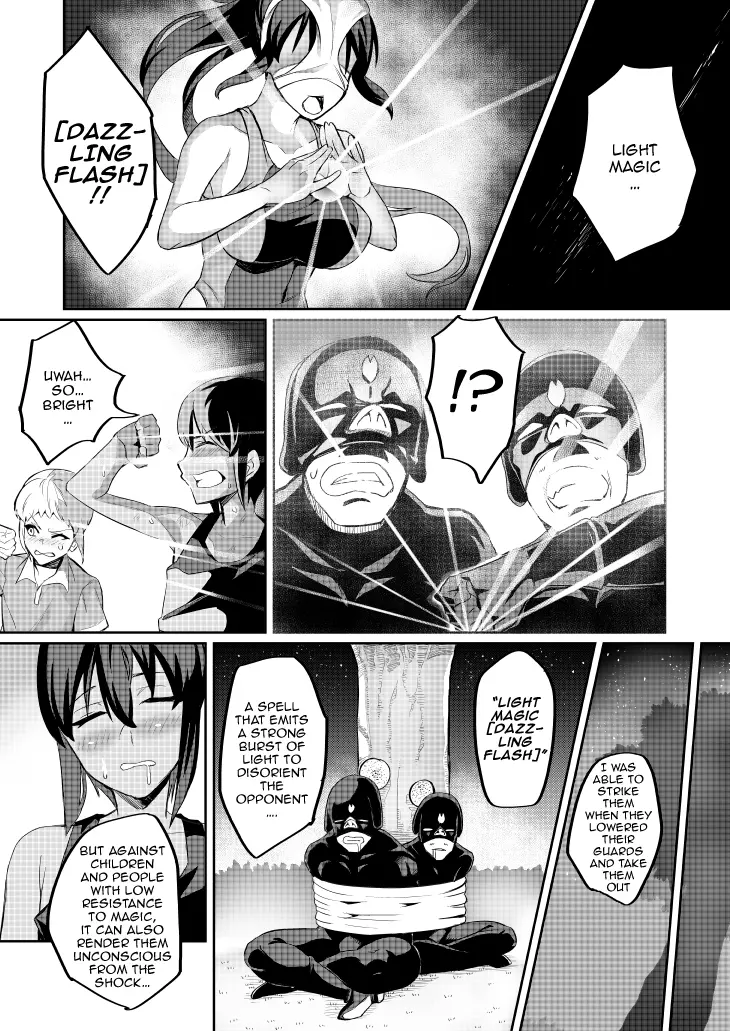 LIGHT
MAGIC
...
[DAZZ-
LING
FLASH]
!!
!?
UWAH...
SO...
BRIGHT
...
I WAS
ABLE TO
STRIKE
THEM
WHEN THEY
LOWERED
THEIR
GUARDS
AND TAKE
THEM
OUT
"LIGHT
MAGIC
[DAZZ-
LING
FLASH]"
A SPELL
THAT EMITS
A STRONG
BURST OF
LIGHT TO
DISORIENT
THE
OPPONENT
....
BUT AGAINST
CHILDREN
AND PEOPLE
WITH LOW
RESISTANCE
TO MAGIC,
IT CAN ALSO
RENDER THEM
UNCONSCIOUS
FROM THE
SHOCK...